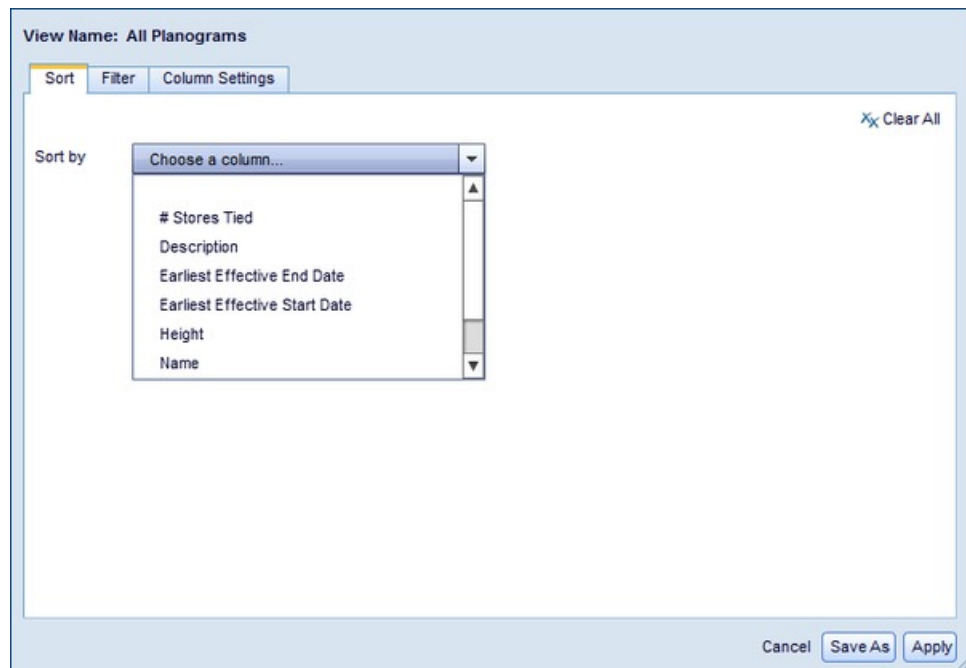 View Name: All Planograms
Sort Filter Column Settings
Clear All
Sort by Choose a column...
# Stores Tied
Description
Earliest Effective End Date
Earliest Effective Start Date
Height
Name
Cancel Save As Apply